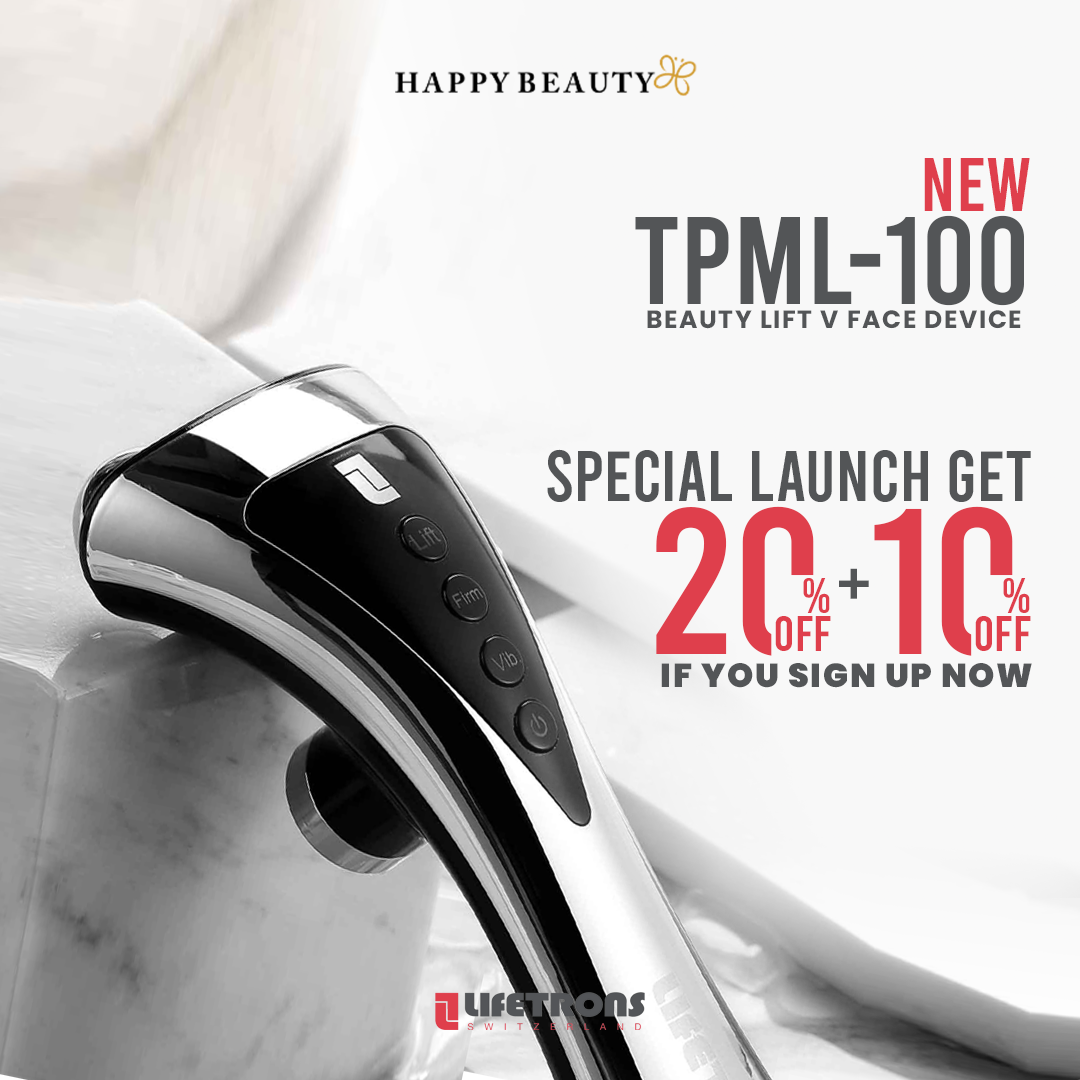 HAPPY BEAUTY
NEW
TPML-100
BEAUTY LIFT V FACE DEVICE
SPECIAL LAUNCH GET
20% OFF + 10% OFF
IF YOU SIGN UP NOW
Lift
Firm
Vib.
LIFETRONS
SWITZERLAND